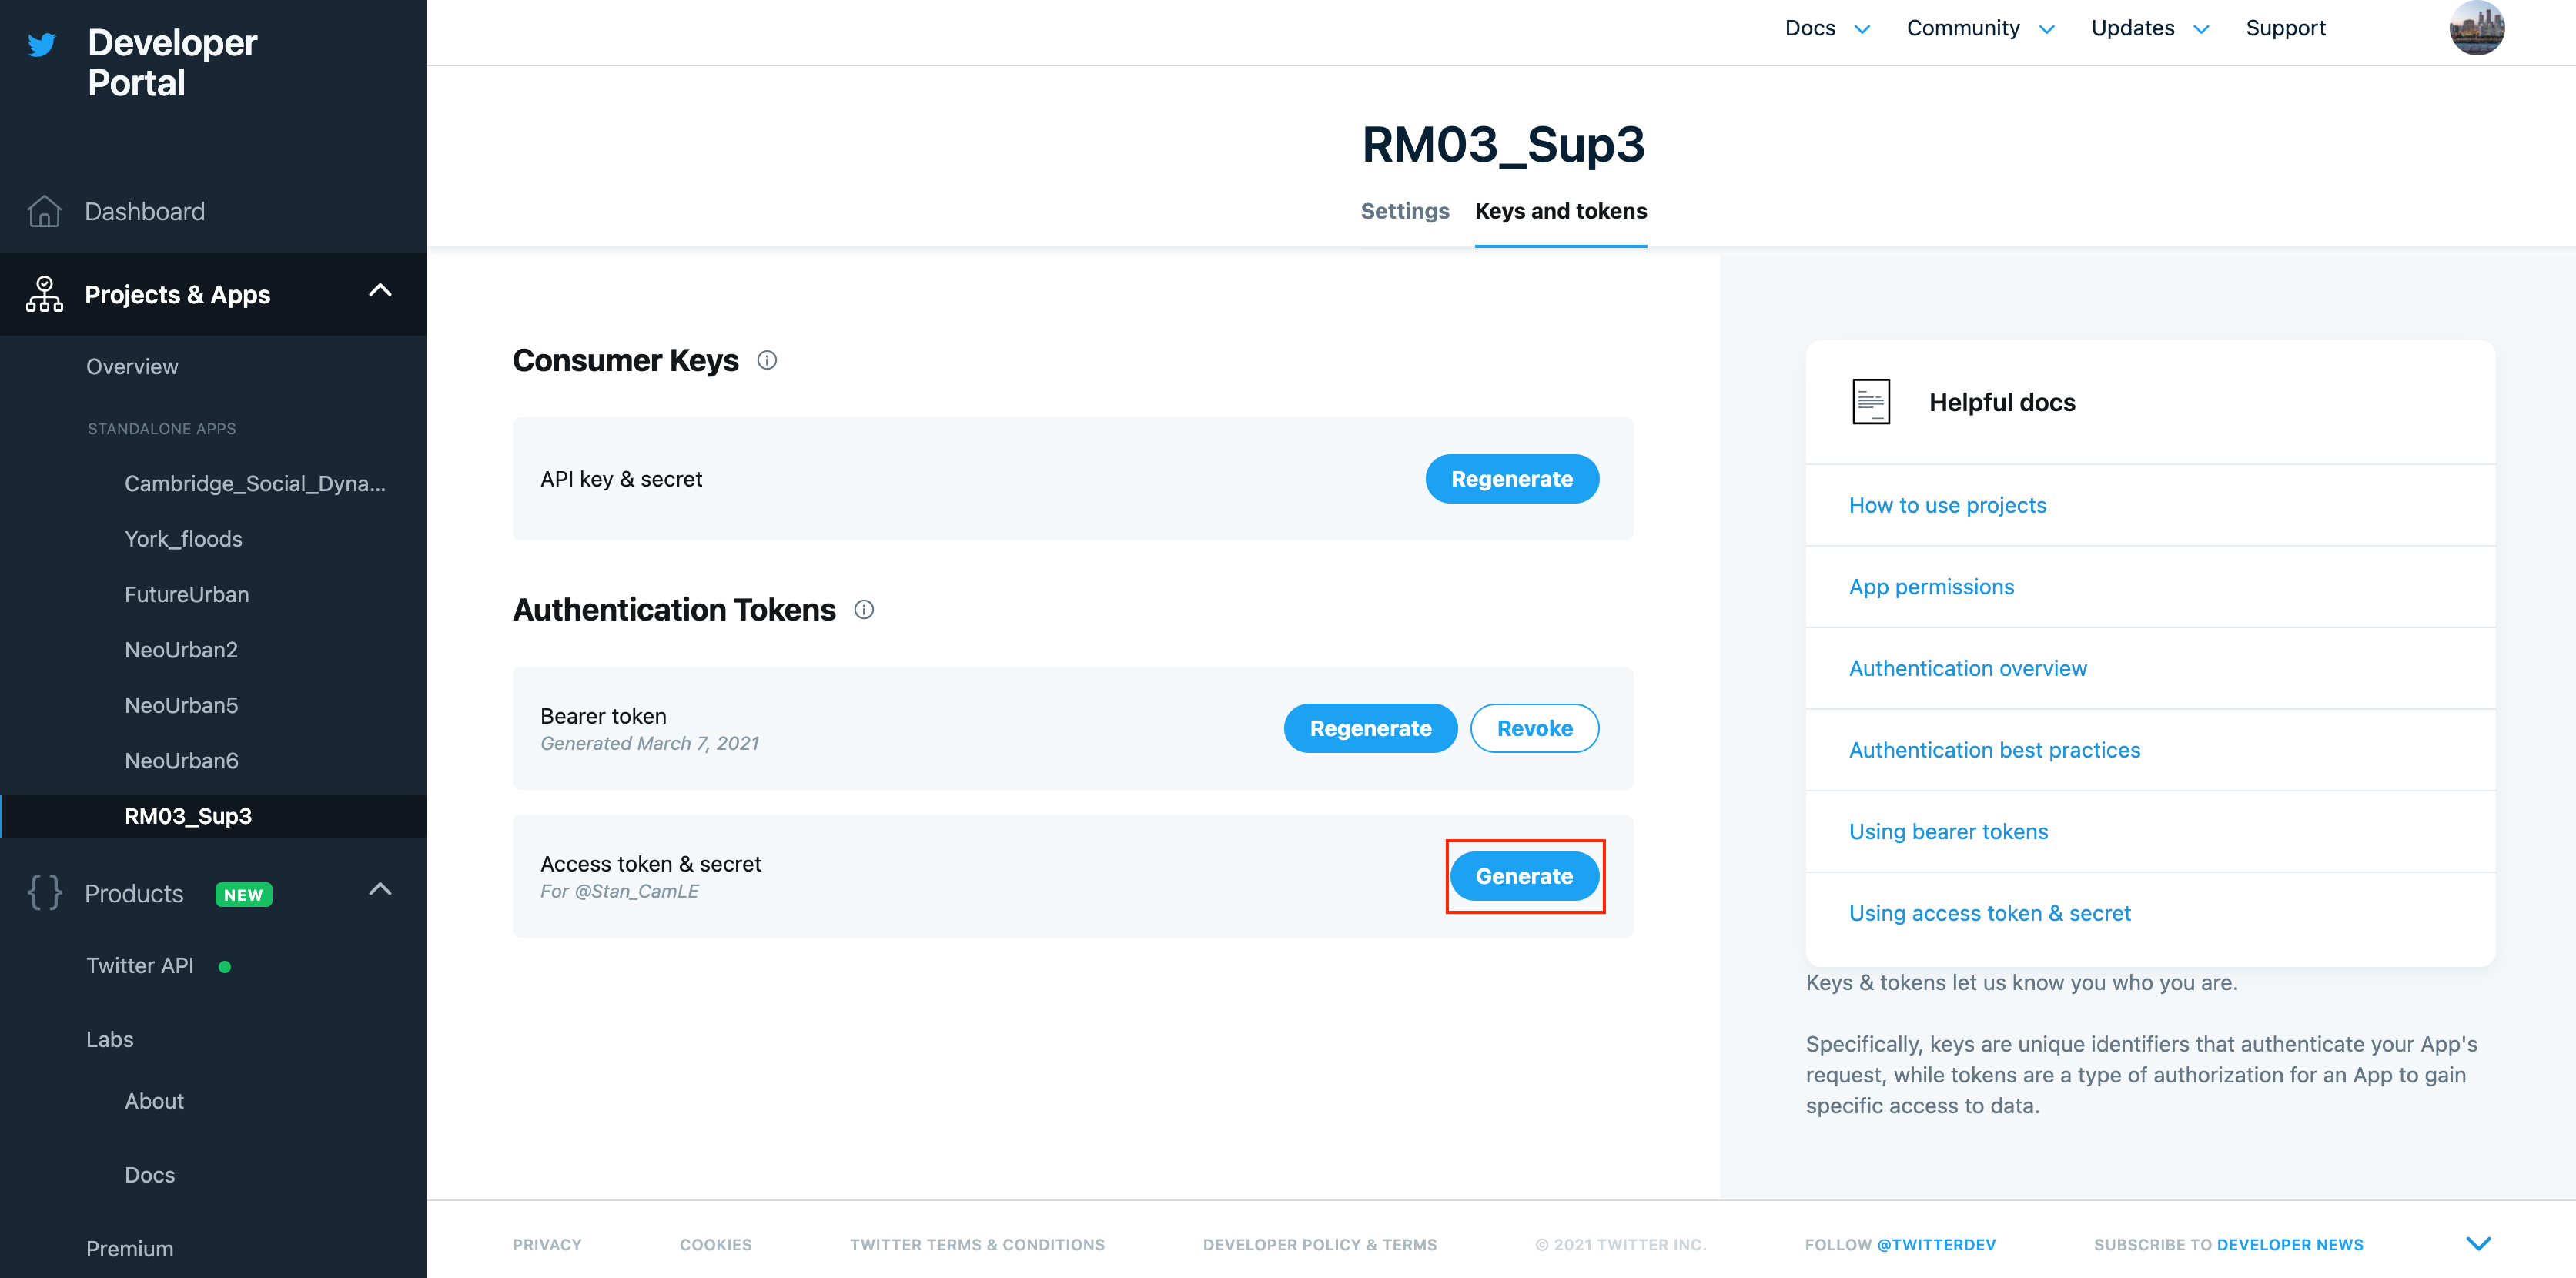 Developer
Portal
Dashboard
Projects & Apps
Overview
STANDALONE APPS
Cambridge_Social_Dyna...
York_floods
FutureUrban
NeoUrban2
NeoUrban5
NeoUrban6
RM03_Sup3
Products NEW
Twitter API
Labs
About
Docs
Premium
Docs Community Updates Support
RM03_Sup3
Settings Keys and tokens
Consumer Keys
API key & secret Regenerate
Authentication Tokens
Bearer token
Generated March 7, 2021
Regenerate Revoke
Access token & secret
For @Stan_CamLE
Generate
Helpful docs
How to use projects
App permissions
Authentication overview
Authentication best practices
Using bearer tokens
Using access token & secret
Keys & tokens let us know you who you are.
Specifically, keys are unique identifiers that authenticate your App's
request, while tokens are a type of authorization for an App to gain
specific access to data.
PRIVACY COOKIES TWITTER TERMS & CONDITIONS DEVELOPER POLICY & TERMS © 2021 TWITTER INC. FOLLOW @TWITTERDEV SUBSCRIBE TO DEVELOPER NEWS